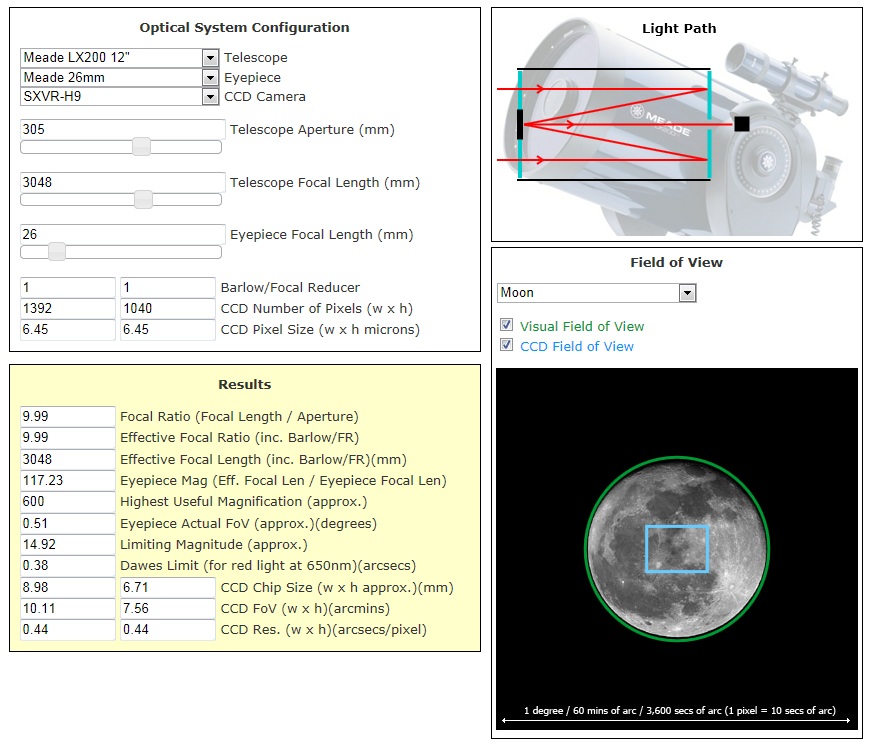 Optical System Configuration
Meade LX200 12" Telescope
Meade 26mm Eyepiece
SXVR-H9 CCD Camera
305 Telescope Aperture (mm)
3048 Telescope Focal Length (mm)
26 Eyepiece Focal Length (mm)
1 1 Barlow/Focal Reducer
1392 1040 CCD Number of Pixels (w x h)
6.45 6.45 CCD Pixel Size (w x h microns)
Results
9.99 Focal Ratio (Focal Length / Aperture)
9.99 Effective Focal Ratio (inc. Barlow/FR)
3048 Effective Focal Length (inc. Barlow/FR)(mm)
117.23 Eyepiece Mag (Eff. Focal Len / Eyepiece Focal Len)
600 Highest Useful Magnification (approx.)
0.51 Eyepiece Actual FoV (approx.)(degrees)
14.92 Limiting Magnitude (approx.)
0.38 Dawes Limit (for red light at 650nm)(arcsecs)
8.98 6.71 CCD Chip Size (w x h approx.)(mm)
10.11 7.56 CCD FoV (w x h)(arcmins)
0.44 0.44 CCD Res. (w x h)(arcsecs/pixel)
Light Path
MEADE
Field of View
Moon
Visual Field of View
CCD Field of View
1 degree / 60 mins of arc / 3,600 secs of arc (1 pixel = 10 secs of arc)